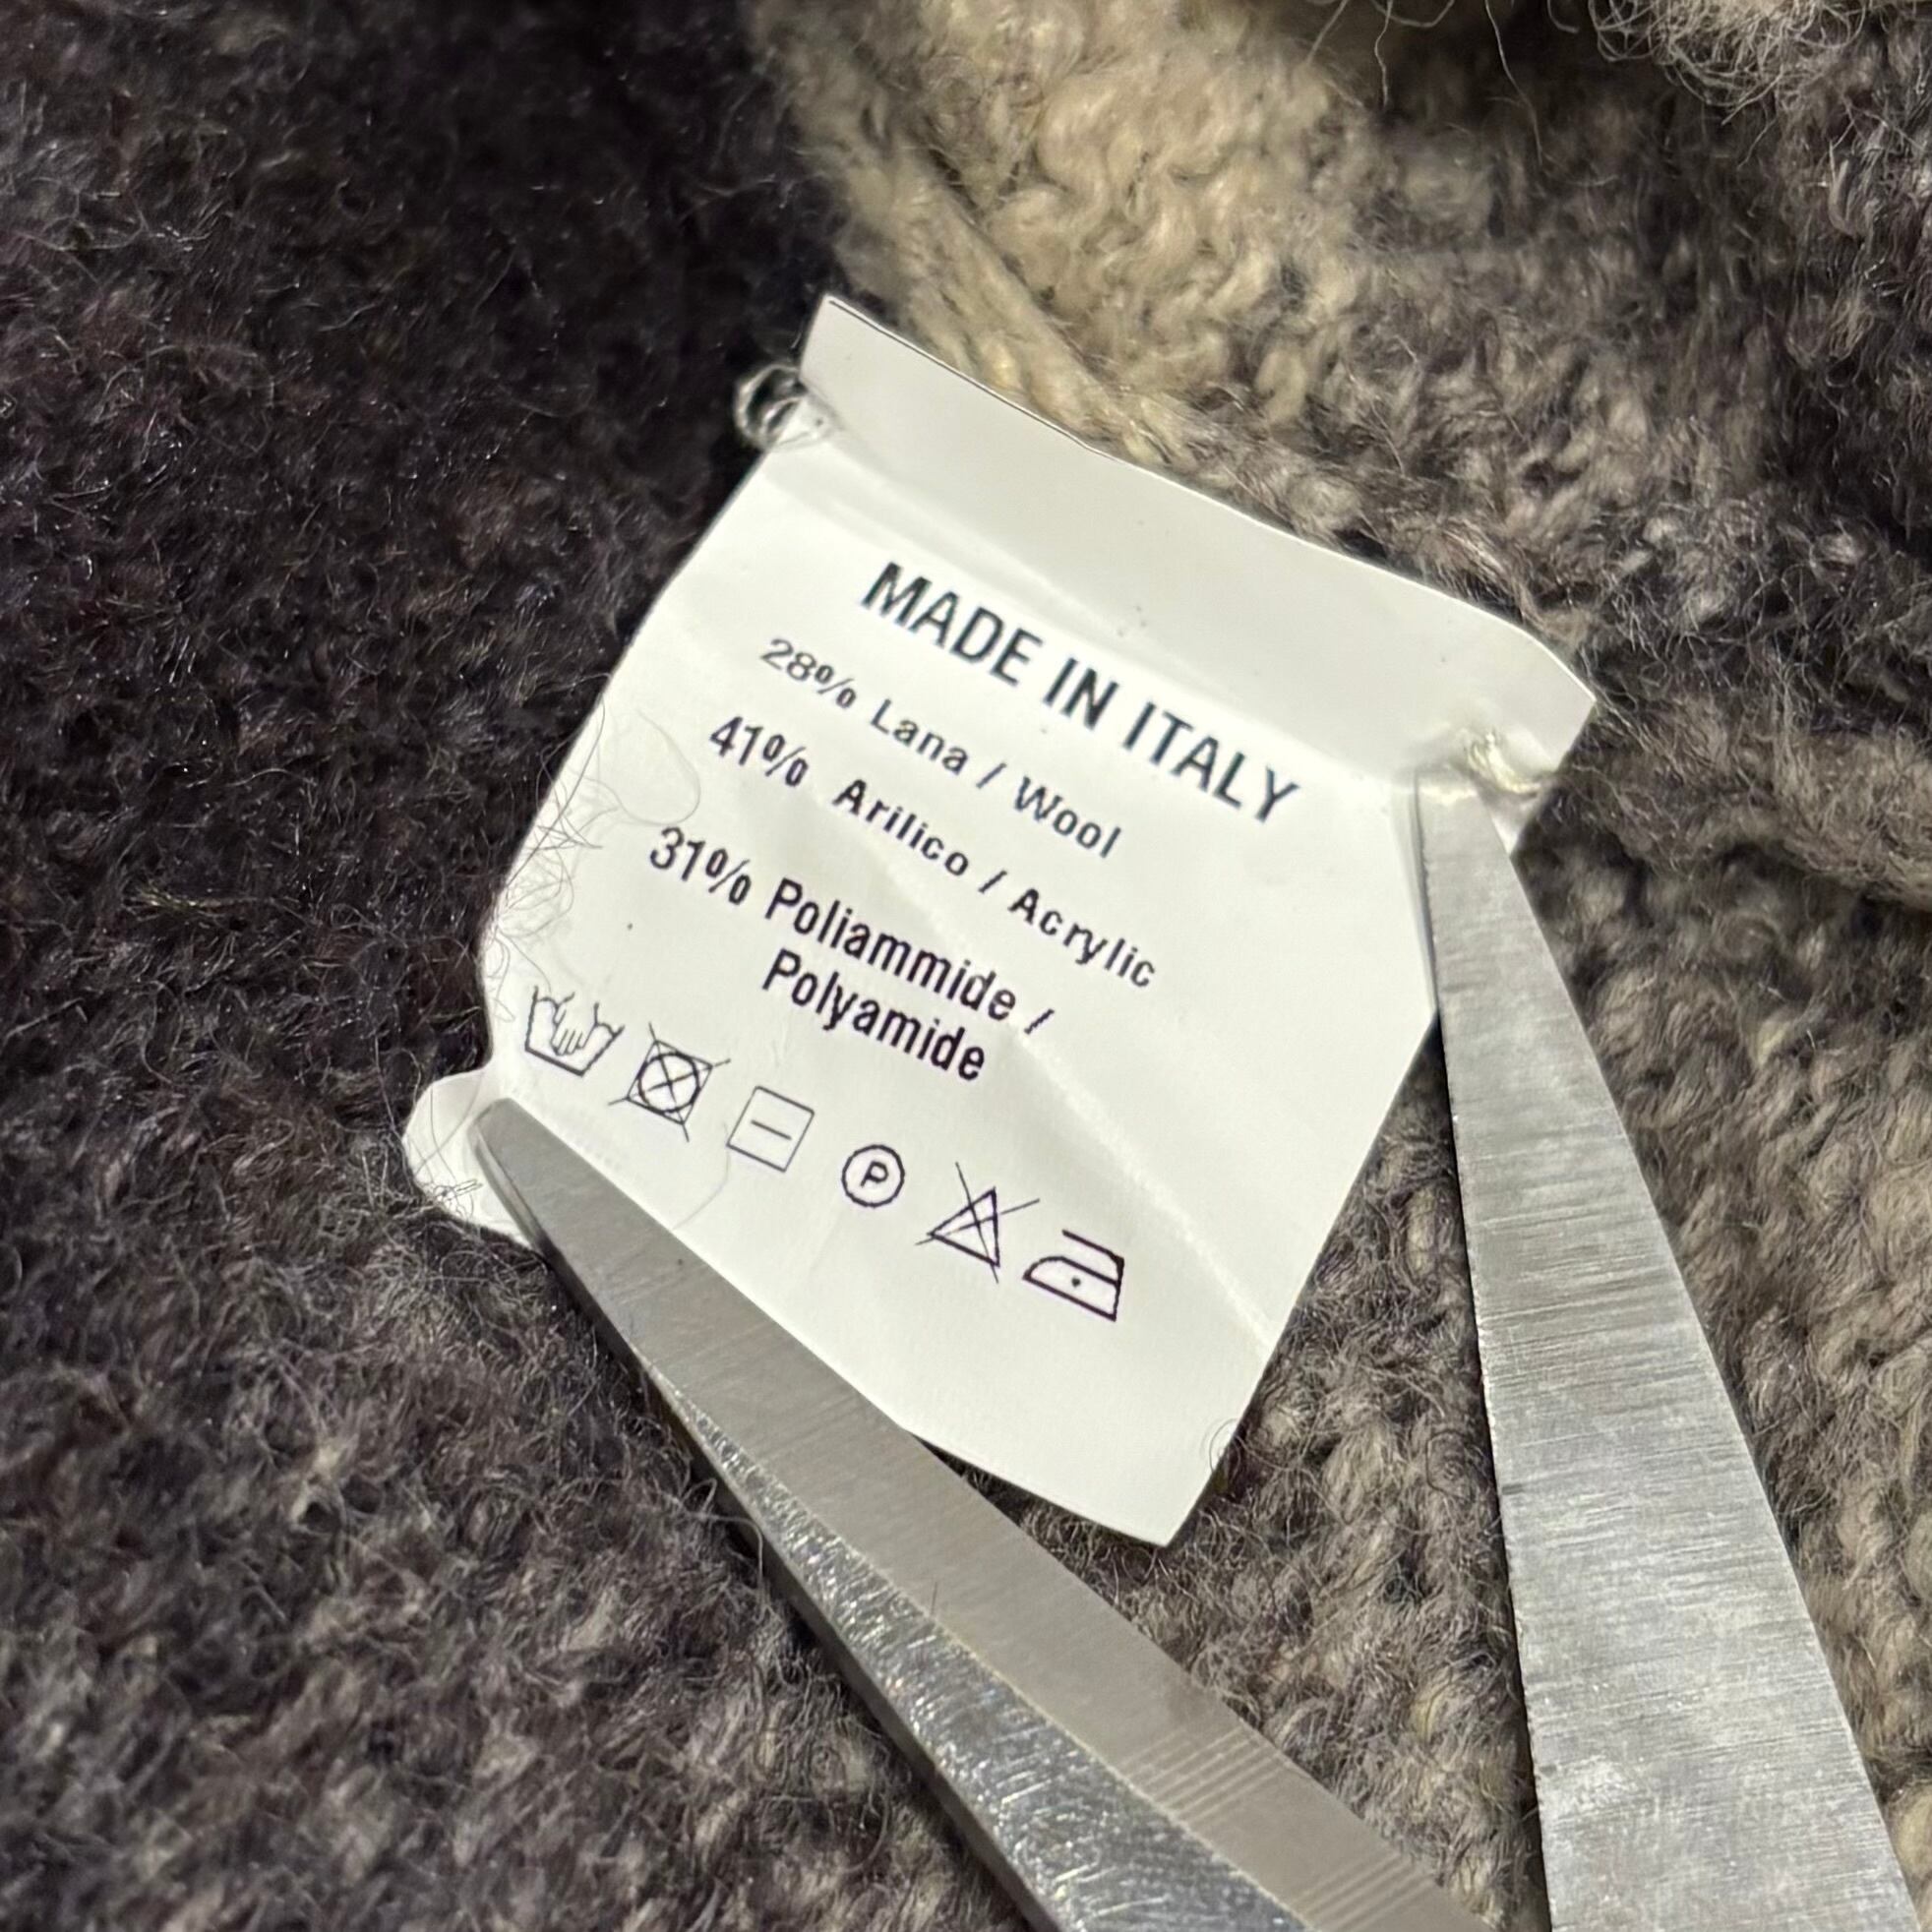 MADE IN ITALY
28% Lana / Wool
41% Arilico / Acrylic
31% Poliammide /
Polyamide
P